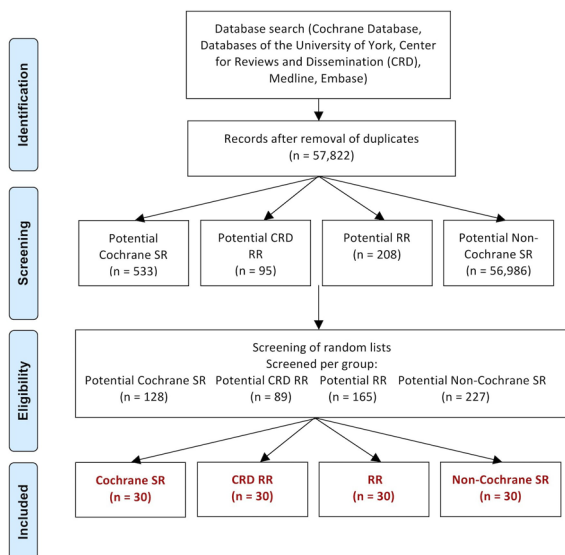 Identification
Database search (Cochrane Database,
Databases of the University of York, Center
for Reviews and Dissemination (CRD),
Medline, Embase)
Records after removal of duplicates
(n = 57,822)
Screening
Potential
Cochrane SR
(n = 533)
Potential CRD
RR
(n = 95)
Potential RR
(n = 208)
Potential Non-
Cochrane SR
(n = 56,986)
Eligibility
Screening of random lists
Screened per group:
Potential Cochrane SR Potential CRD RR Potential RR Potential Non-Cochrane SR
(n = 128) (n = 89) (n = 165) (n = 227)
Included
Cochrane SR
(n = 30)
CRD RR
(n = 30)
RR
(n = 30)
Non-Cochrane SR
(n = 30)